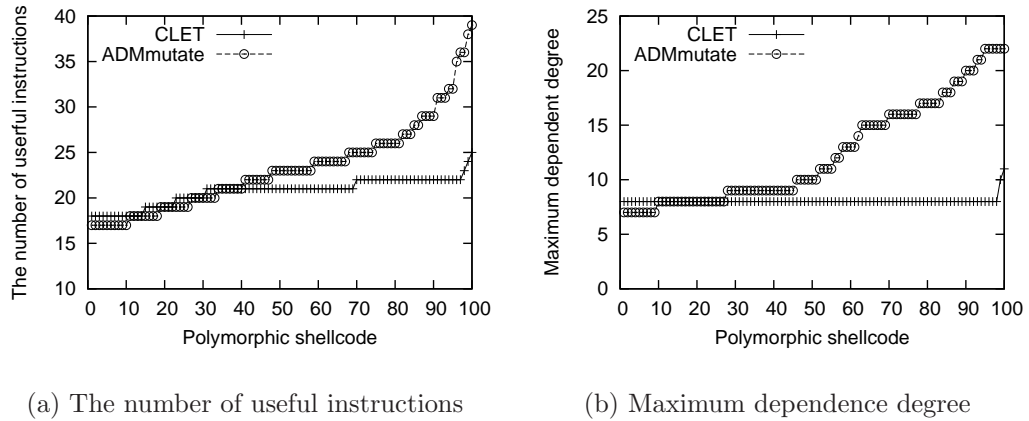 The number of userful instructions
40
35
30
25
20
15
10
CLET
ADMmutate
0 10 20 30 40 50 60 70 80 90 100
Polymorphic shellcode
Maximum dependent degree
25
20
15
10
5
0
CLET
ADMmutate
0 10 20 30 40 50 60 70 80 90 100
Polymorphic shellcode
(a) The number of useful instructions
(b) Maximum dependence degree